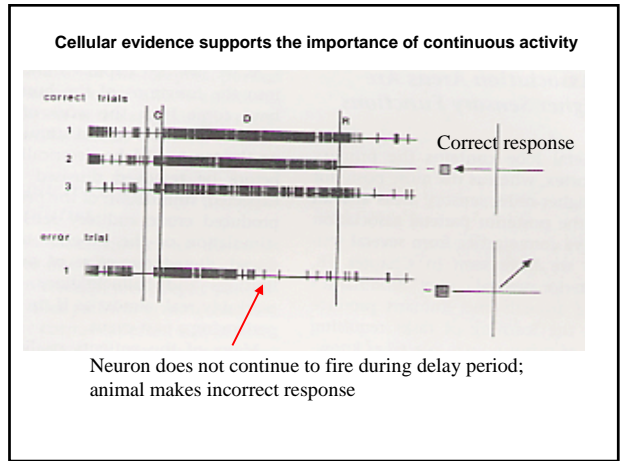 Cellular evidence supports the importance of continuous activity
correct trials
C D R
1
2
3
Correct response
error trial
1
Neuron does not continue to fire during delay period;
animal makes incorrect response